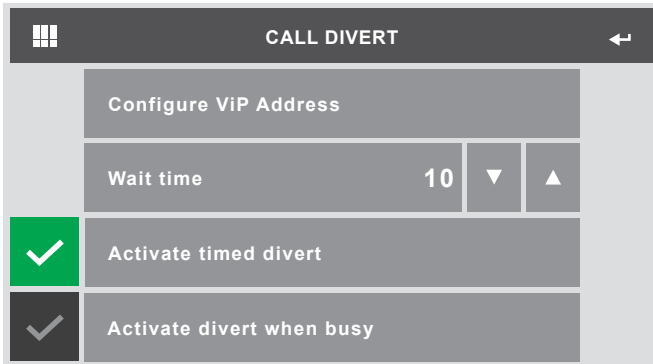 CALL DIVERT
Configure ViP Address
Wait time 10
Activate timed divert
Activate divert when busy